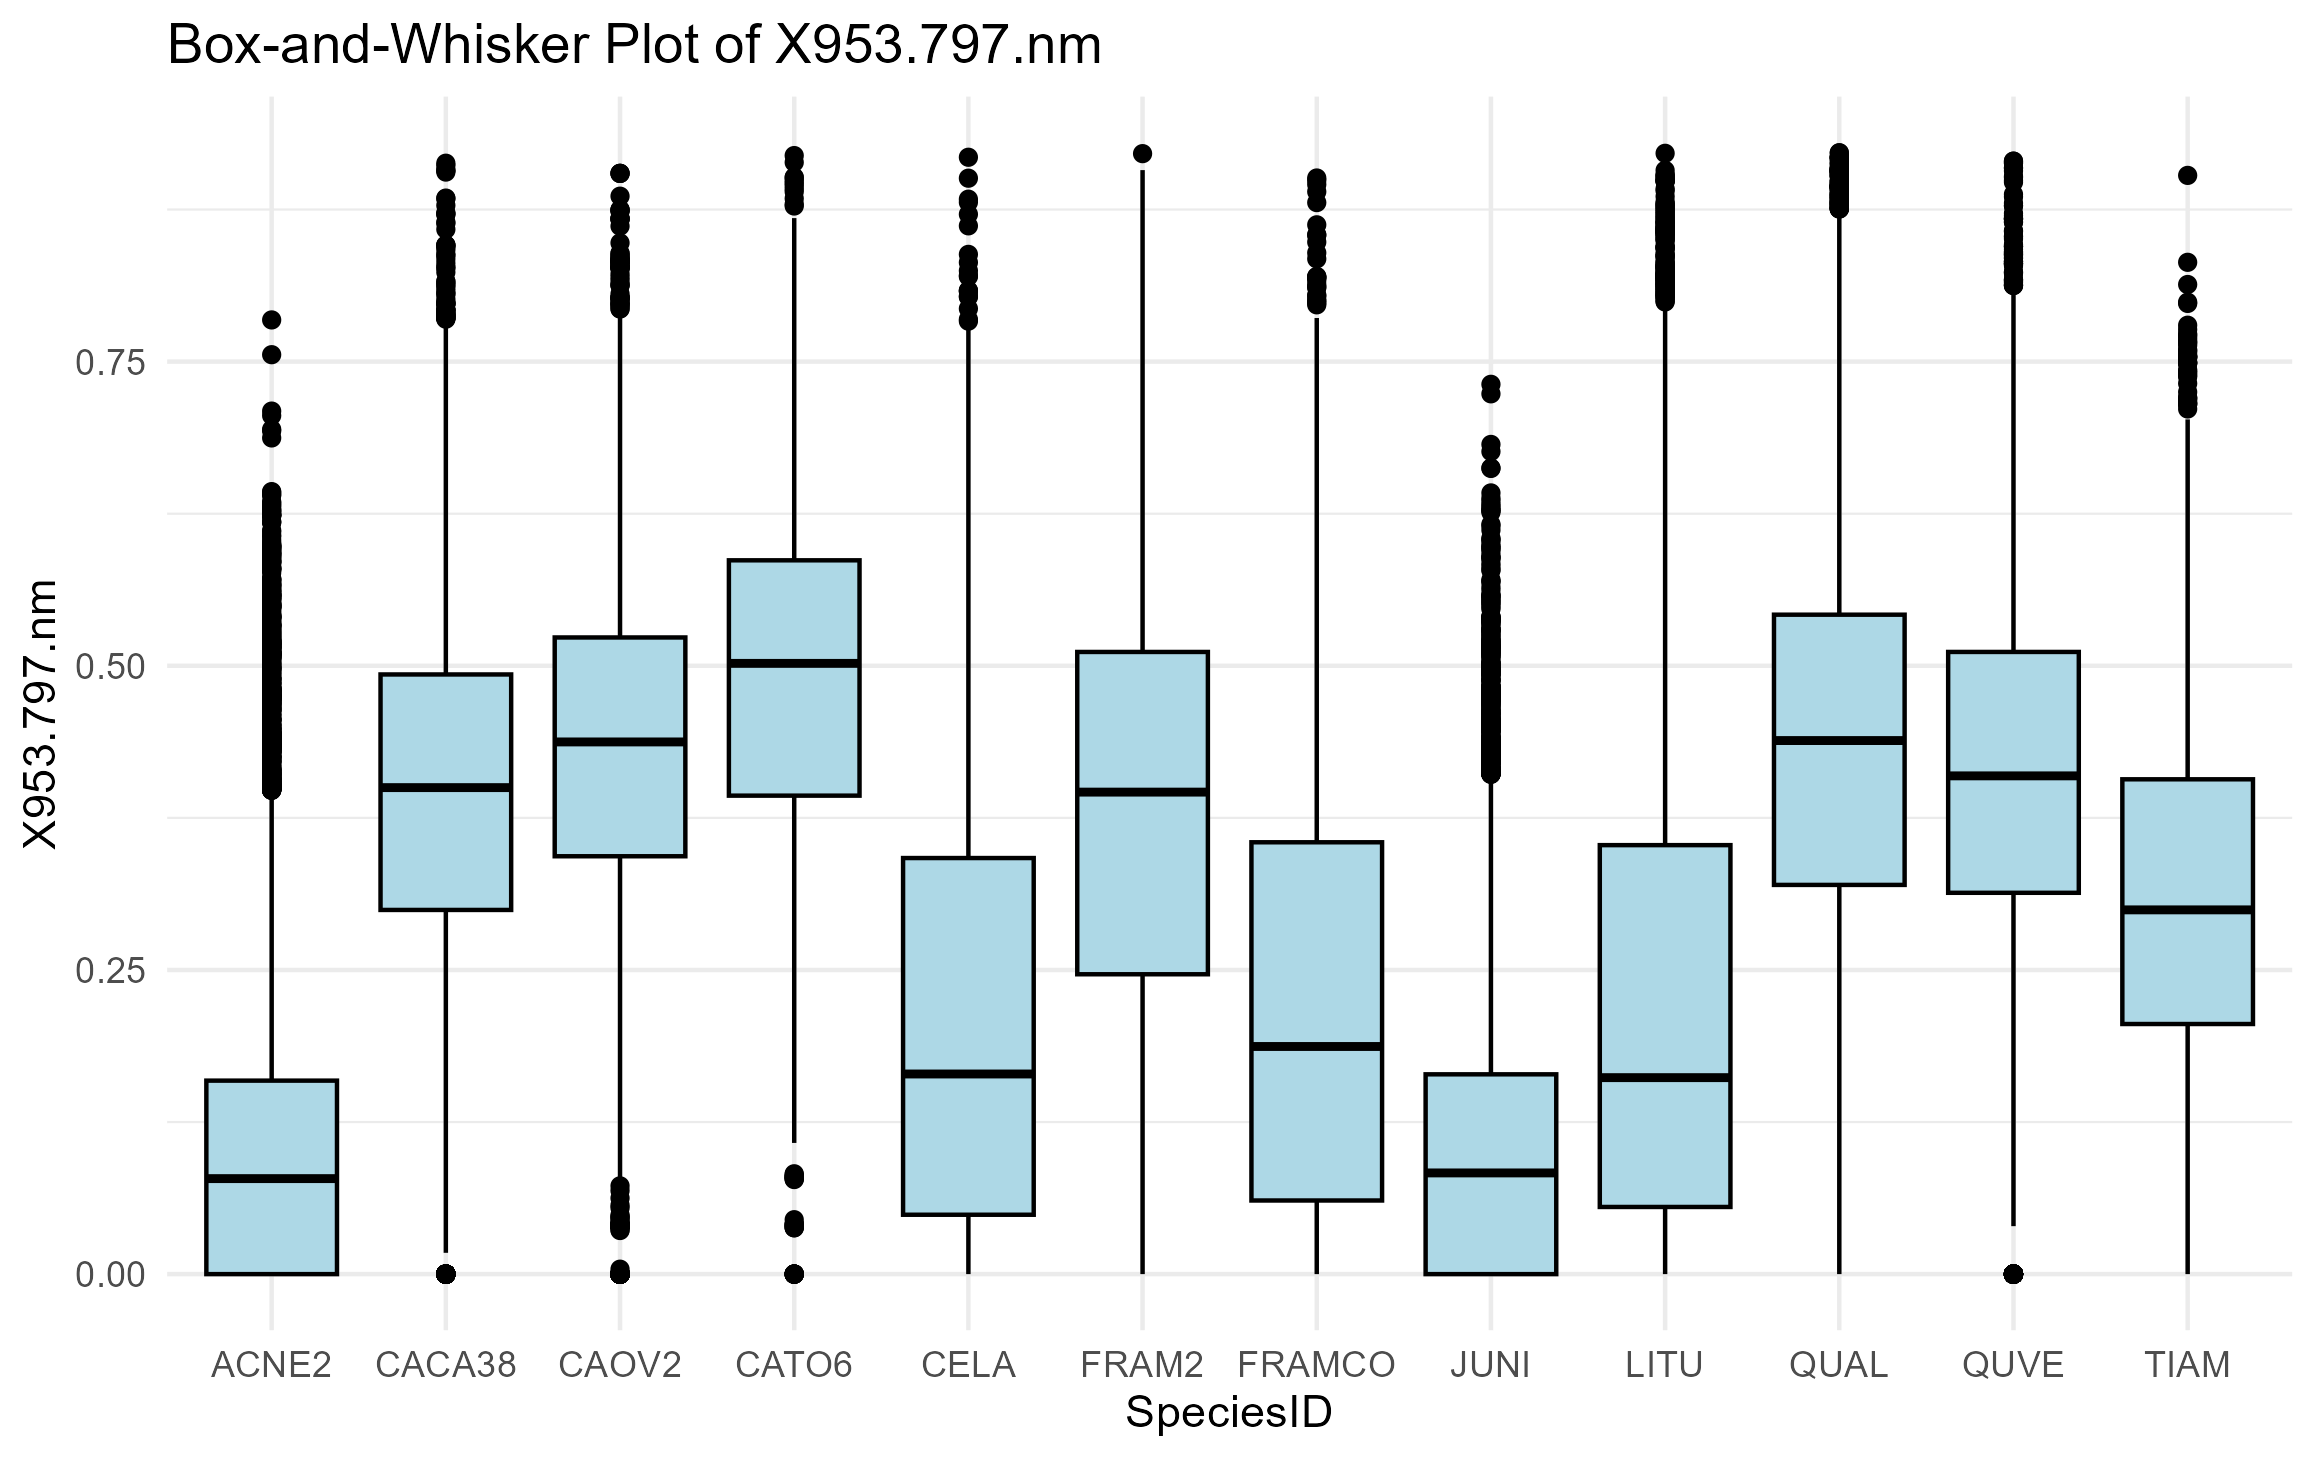 Box-and-Whisker Plot of X953.797.nm
X953.797.nm
0.75
0.50
0.25
0.00
ACNE2 CACA38 CAOV2 CATO6 CELA FRAM2 FRAMCO JUNI LITU QUAL QUVE TIAM
SpeciesID